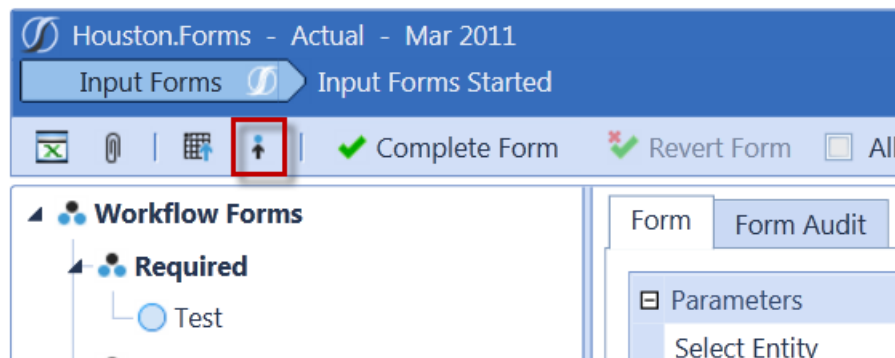 Houston.Forms - Actual - Mar 2011
Input Forms Input Forms Started
Complete Form Revert Form
Workflow Forms
Required
Test
Form Form Audit
Parameters
Select Entity